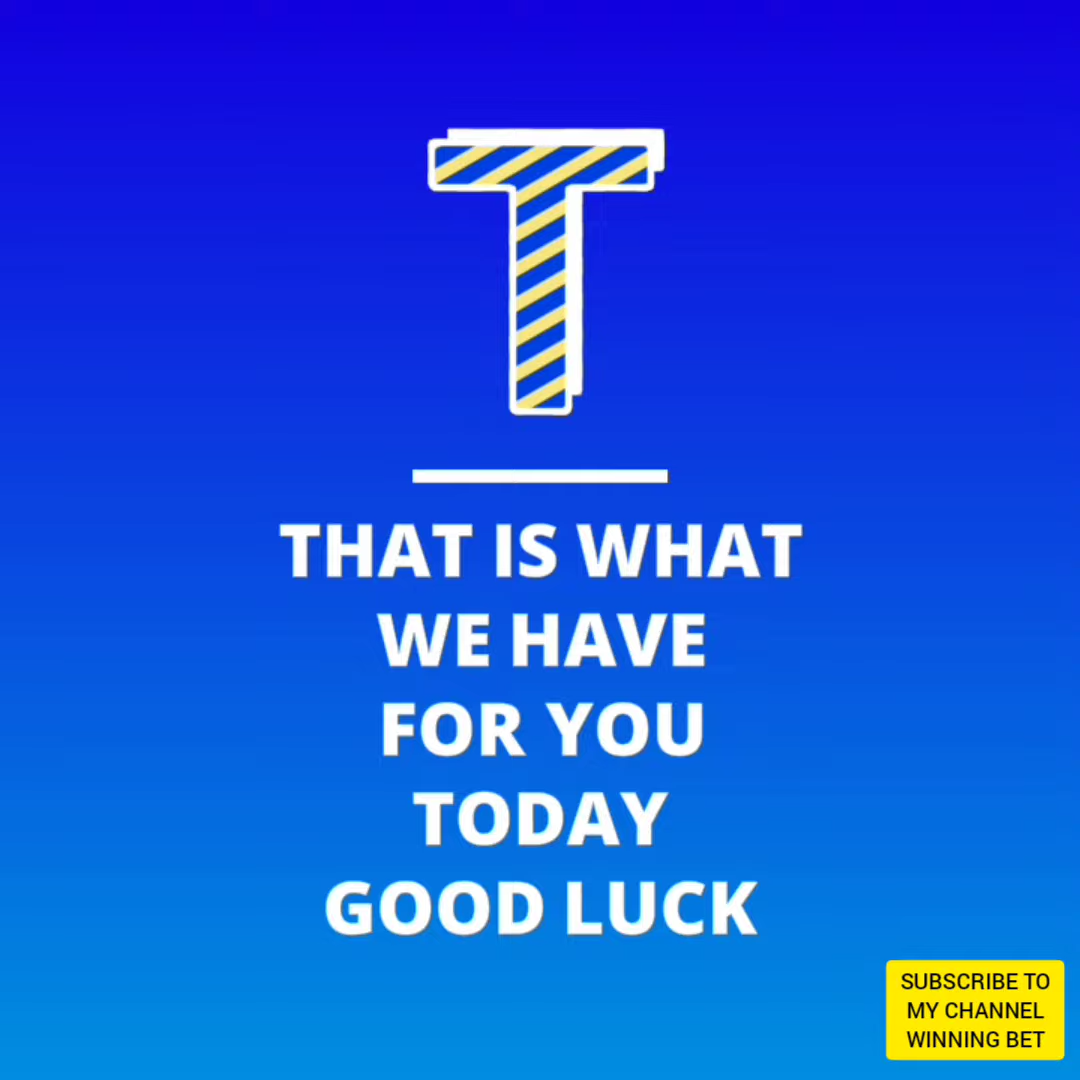 T
THAT IS WHAT
WE HAVE
FOR YOU
TODAY
GOOD LUCK
SUBSCRIBE TO
MY CHANNEL
WINNING BET